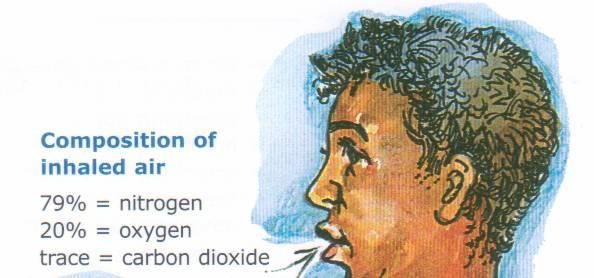 Composition of
inhaled air
79% = nitrogen
20% = oxygen
trace = carbon dioxide